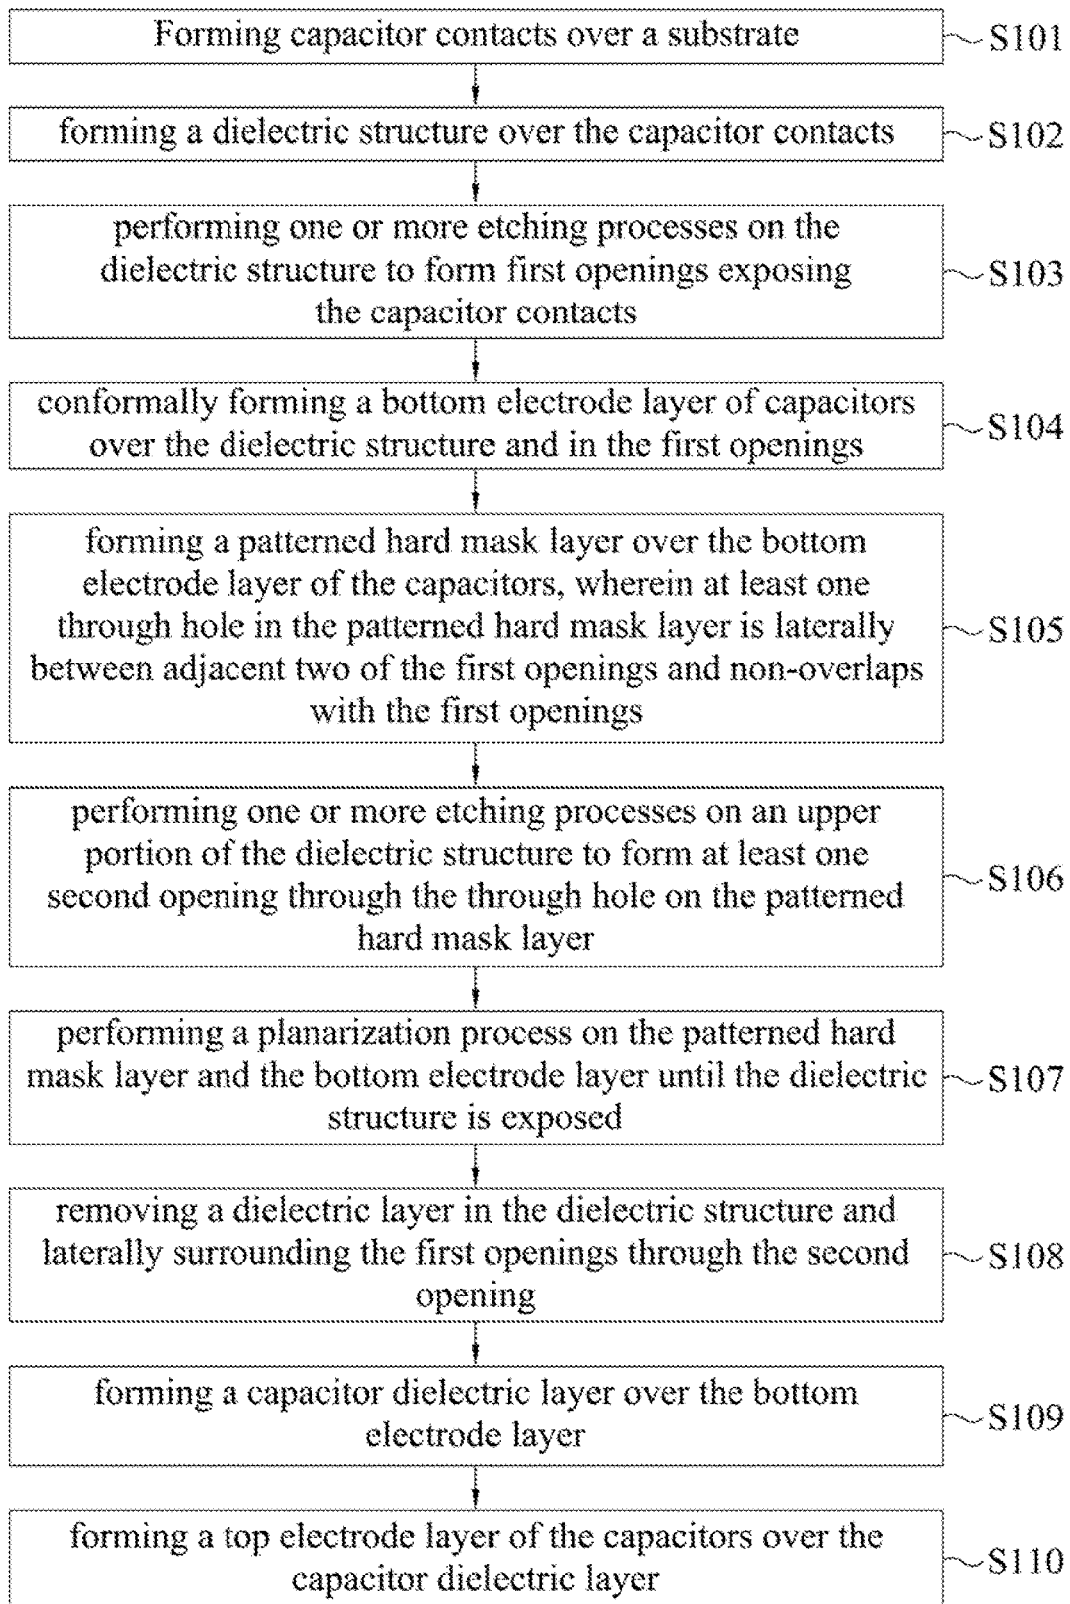 Forming capacitor contacts over a substrate
S101
forming a dielectric structure over the capacitor contacts
S102
performing one or more etching processes on the
dielectric structure to form first openings exposing
the capacitor contacts
S103
conformally forming a bottom electrode layer of capacitors
over the dielectric structure and in the first openings
S104
forming a patterned hard mask layer over the bottom
electrode layer of the capacitors, wherein at least one
through hole in the patterned hard mask layer is laterally
between adjacent two of the first openings and non-overlaps
with the first openings
S105
performing one or more etching processes on an upper
portion of the dielectric structure to form at least one
second opening through the through hole on the patterned
hard mask layer
S106
performing a planarization process on the patterned hard
mask layer and the bottom electrode layer until the dielectric
structure is exposed
S107
removing a dielectric layer in the dielectric structure and
laterally surrounding the first openings through the second
opening
S108
forming a capacitor dielectric layer over the bottom
electrode layer
S109
forming a top electrode layer of the capacitors over the
capacitor dielectric layer
S110